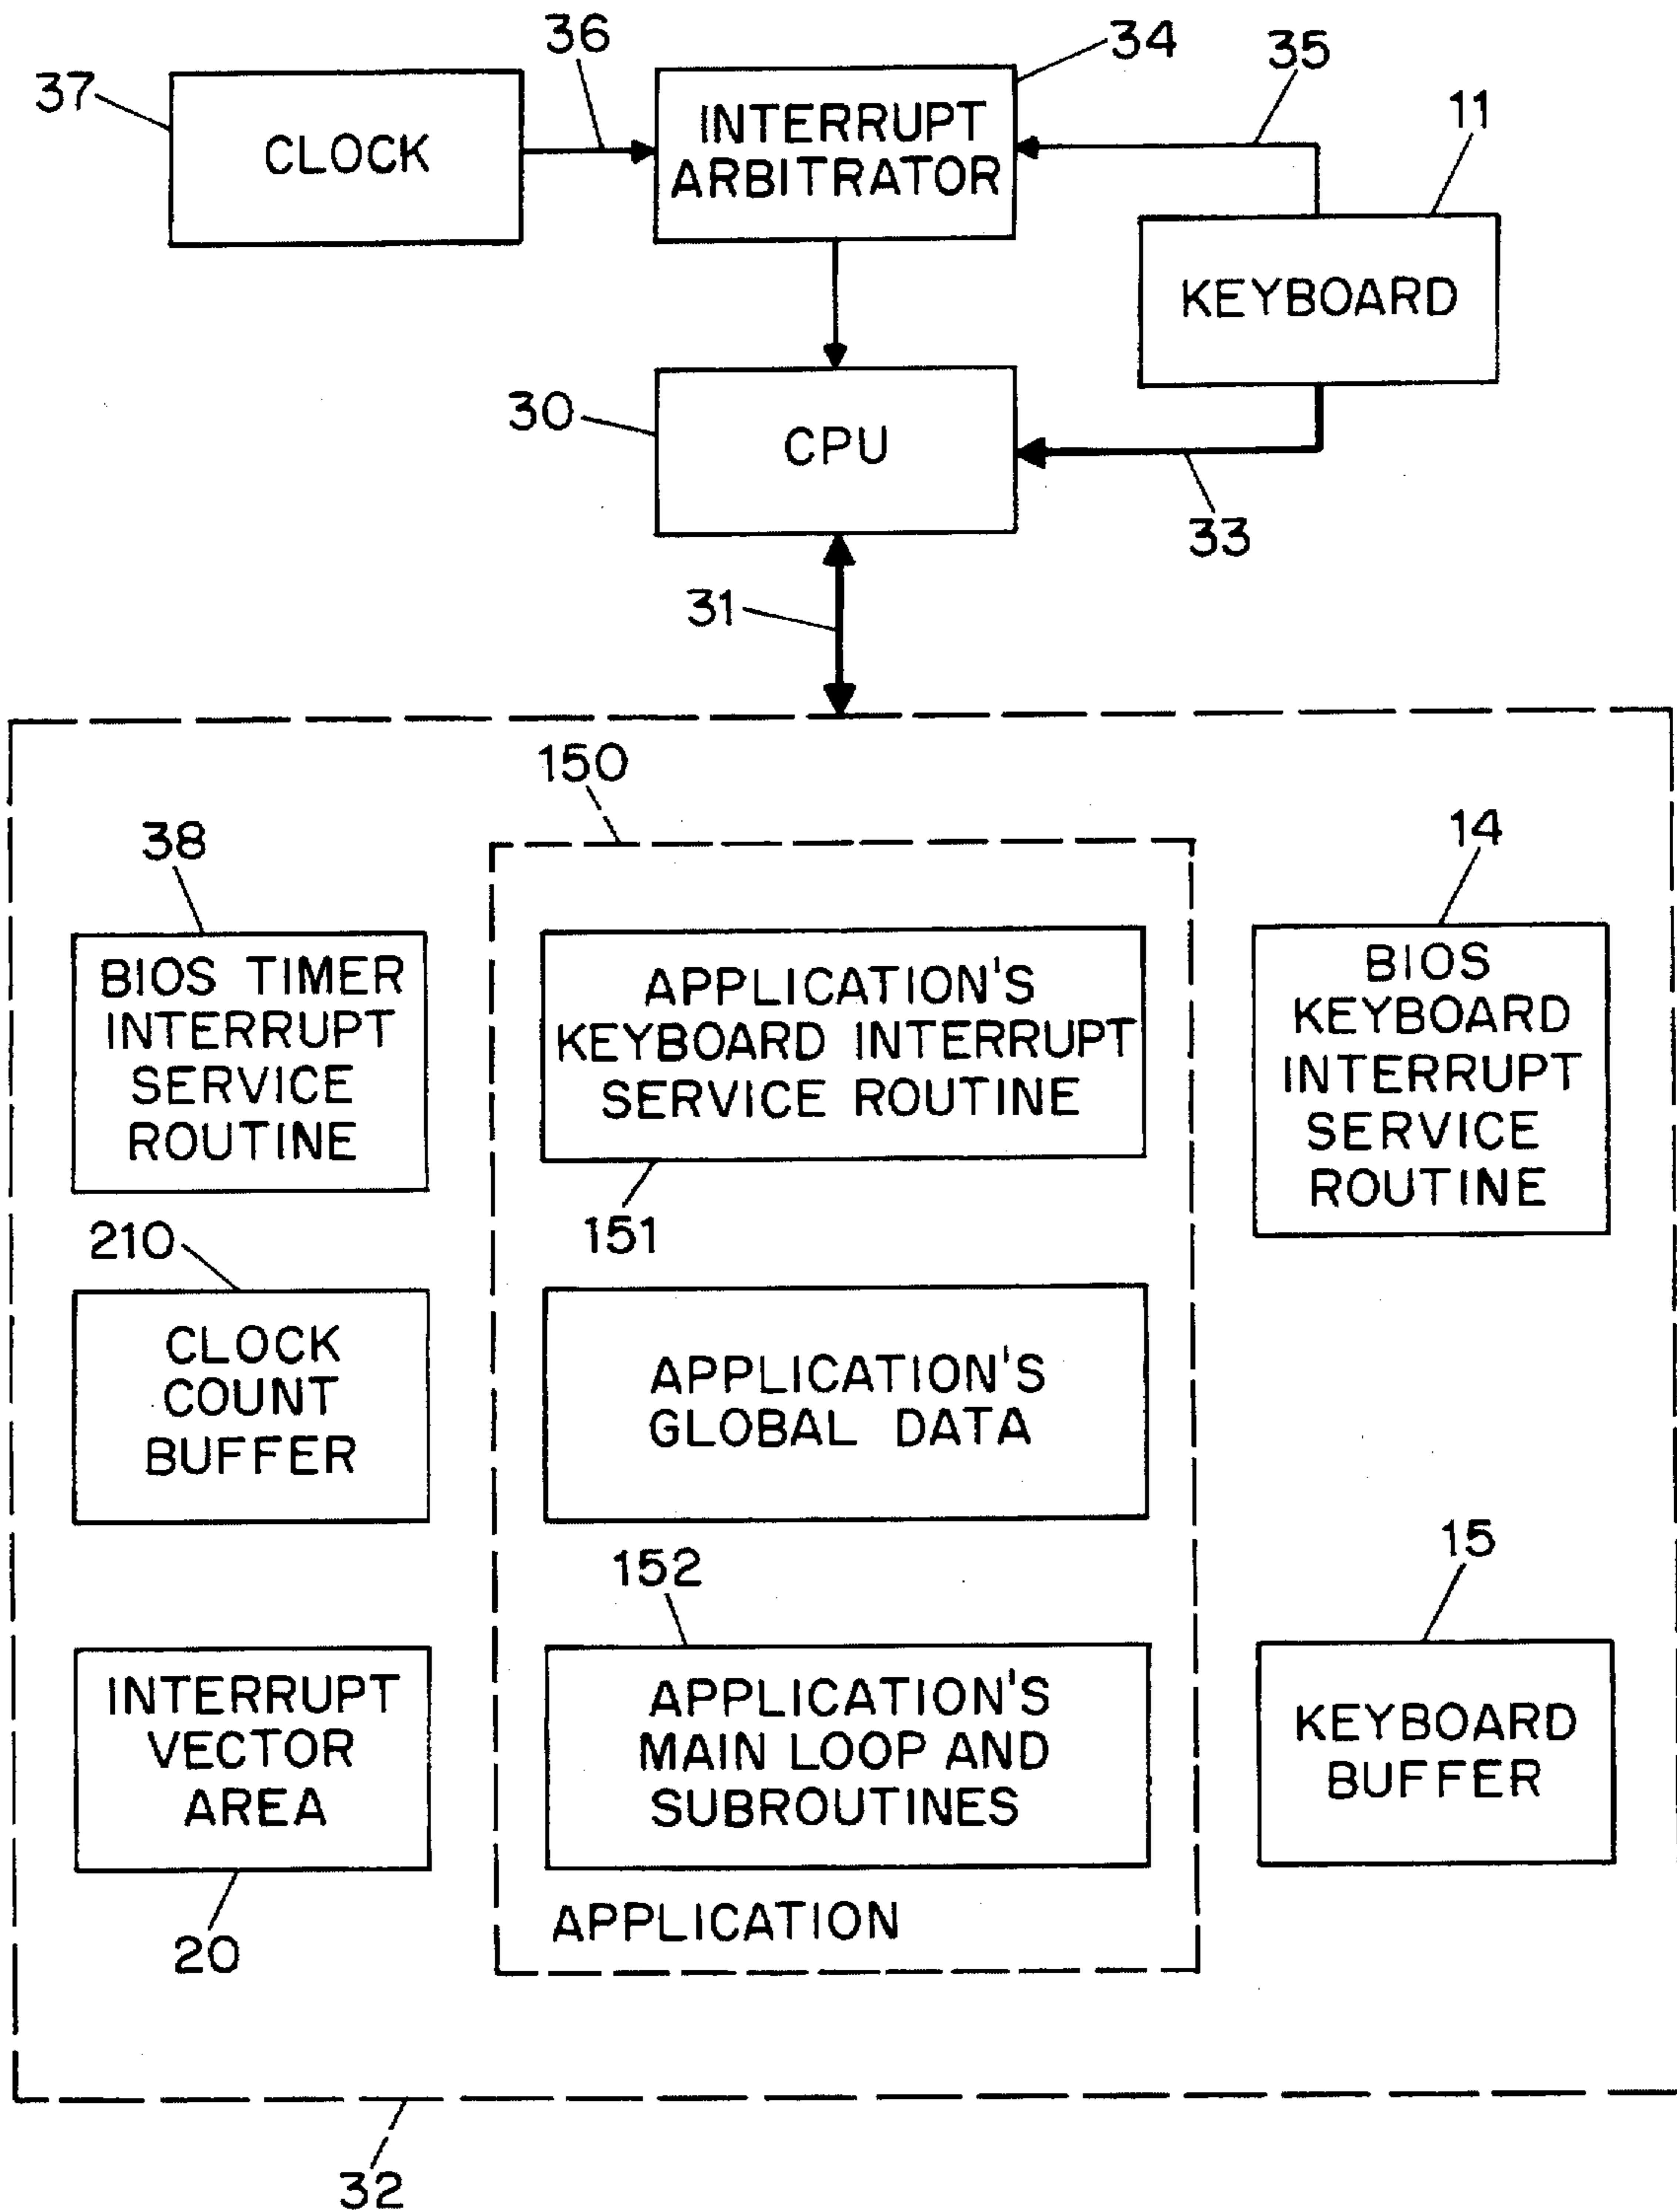 36
34
35
37
CLOCK
INTERRUPT
ARBITRATOR
11
KEYBOARD
30
CPU
33
31
150
38
14
BIOS TIMER
INTERRUPT
SERVICE
ROUTINE
APPLICATION'S
KEYBOARD INTERRUPT
SERVICE ROUTINE
BIOS
KEYBOARD
INTERRUPT
SERVICE
ROUTINE
151
210
CLOCK
COUNT
BUFFER
APPLICATION'S
GLOBAL DATA
152
15
INTERRUPT
VECTOR
AREA
APPLICATION'S
MAIN LOOP AND
SUBROUTINES
KEYBOARD
BUFFER
20
APPLICATION
32